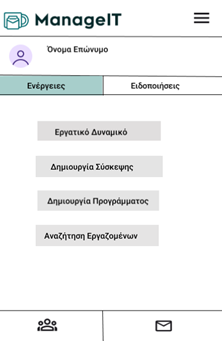 ManageIT
Όνομα Επώνυμο
Ενέργειες
Ειδοποιήσεις
Εργατικό Δυναμικό
Δημιουργία Σύσκεψης
Δημιουργία Προγράμματος
Αναζήτηση Εργαζομένων